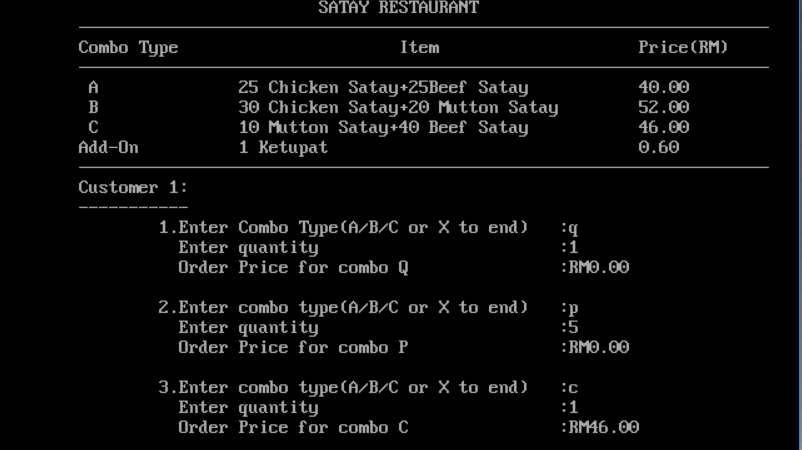 SATAY RESTAURANT
Combo Type Item Price(RM)
A 25 Chicken Satay+25Beef Satay 40.00
B 30 Chicken Satay+20 Mutton Satay 52.00
C 10 Mutton Satay+40 Beef Satay 46.00
Add-On 1 Ketupat 0.60
Customer 1:
-----------
1.Enter Combo Type(A/B/C or X to end) :q
Enter quantity :1
Order Price for combo Q :RM0.00
2.Enter combo type(A/B/C or X to end) :p
Enter quantity :5
Order Price for combo P :RM0.00
3.Enter combo type(A/B/C or X to end) :c
Enter quantity :1
Order Price for combo C :RM46.00